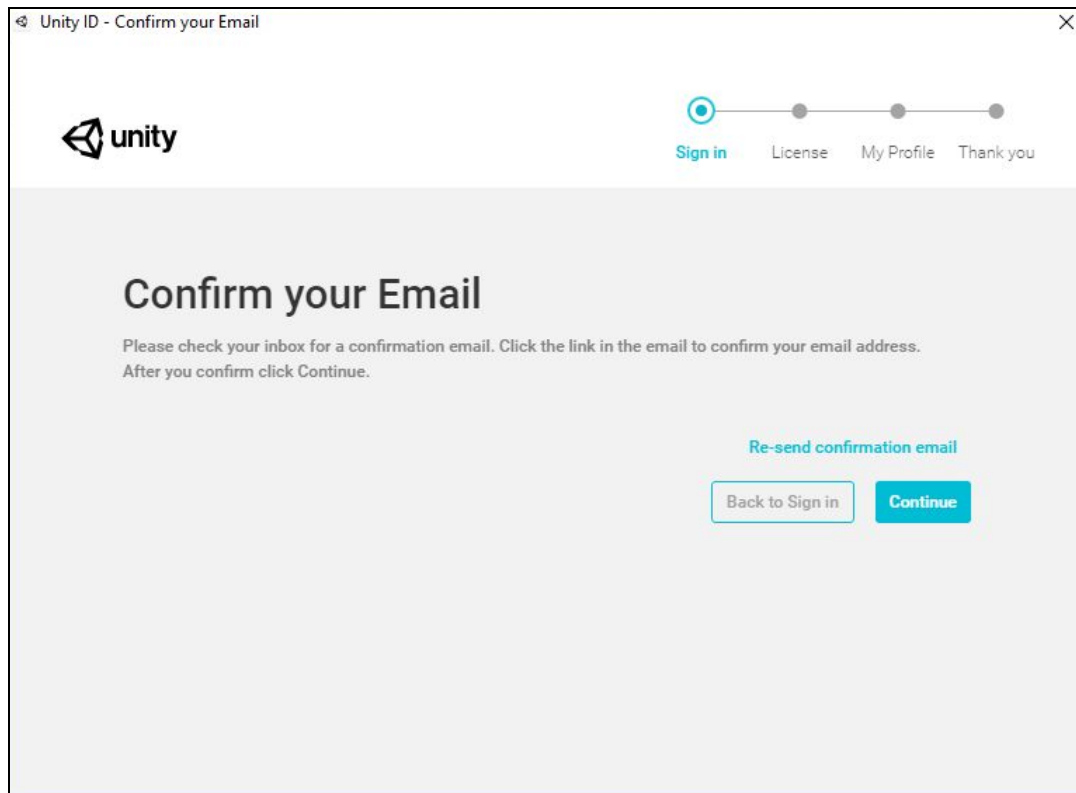 Unity ID - Confirm your Email
unity
Sign in License My Profile Thank you
Confirm your Email
Please check your inbox for a confirmation email. Click the link in the email to confirm your email address.
After you confirm click Continue.
Re-send confirmation email
Back to Sign in Continue